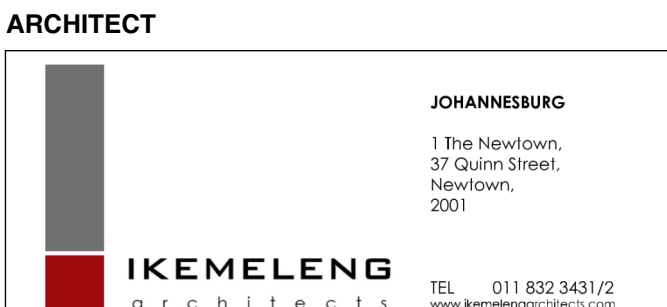 ARCHITECT
IKEMELENG
architects
JOHANNESBURG
1 The Newtown,
37 Quinn Street,
Newtown,
2001
TEL 011 832 3431/2
www.ikemelengarchitects.com